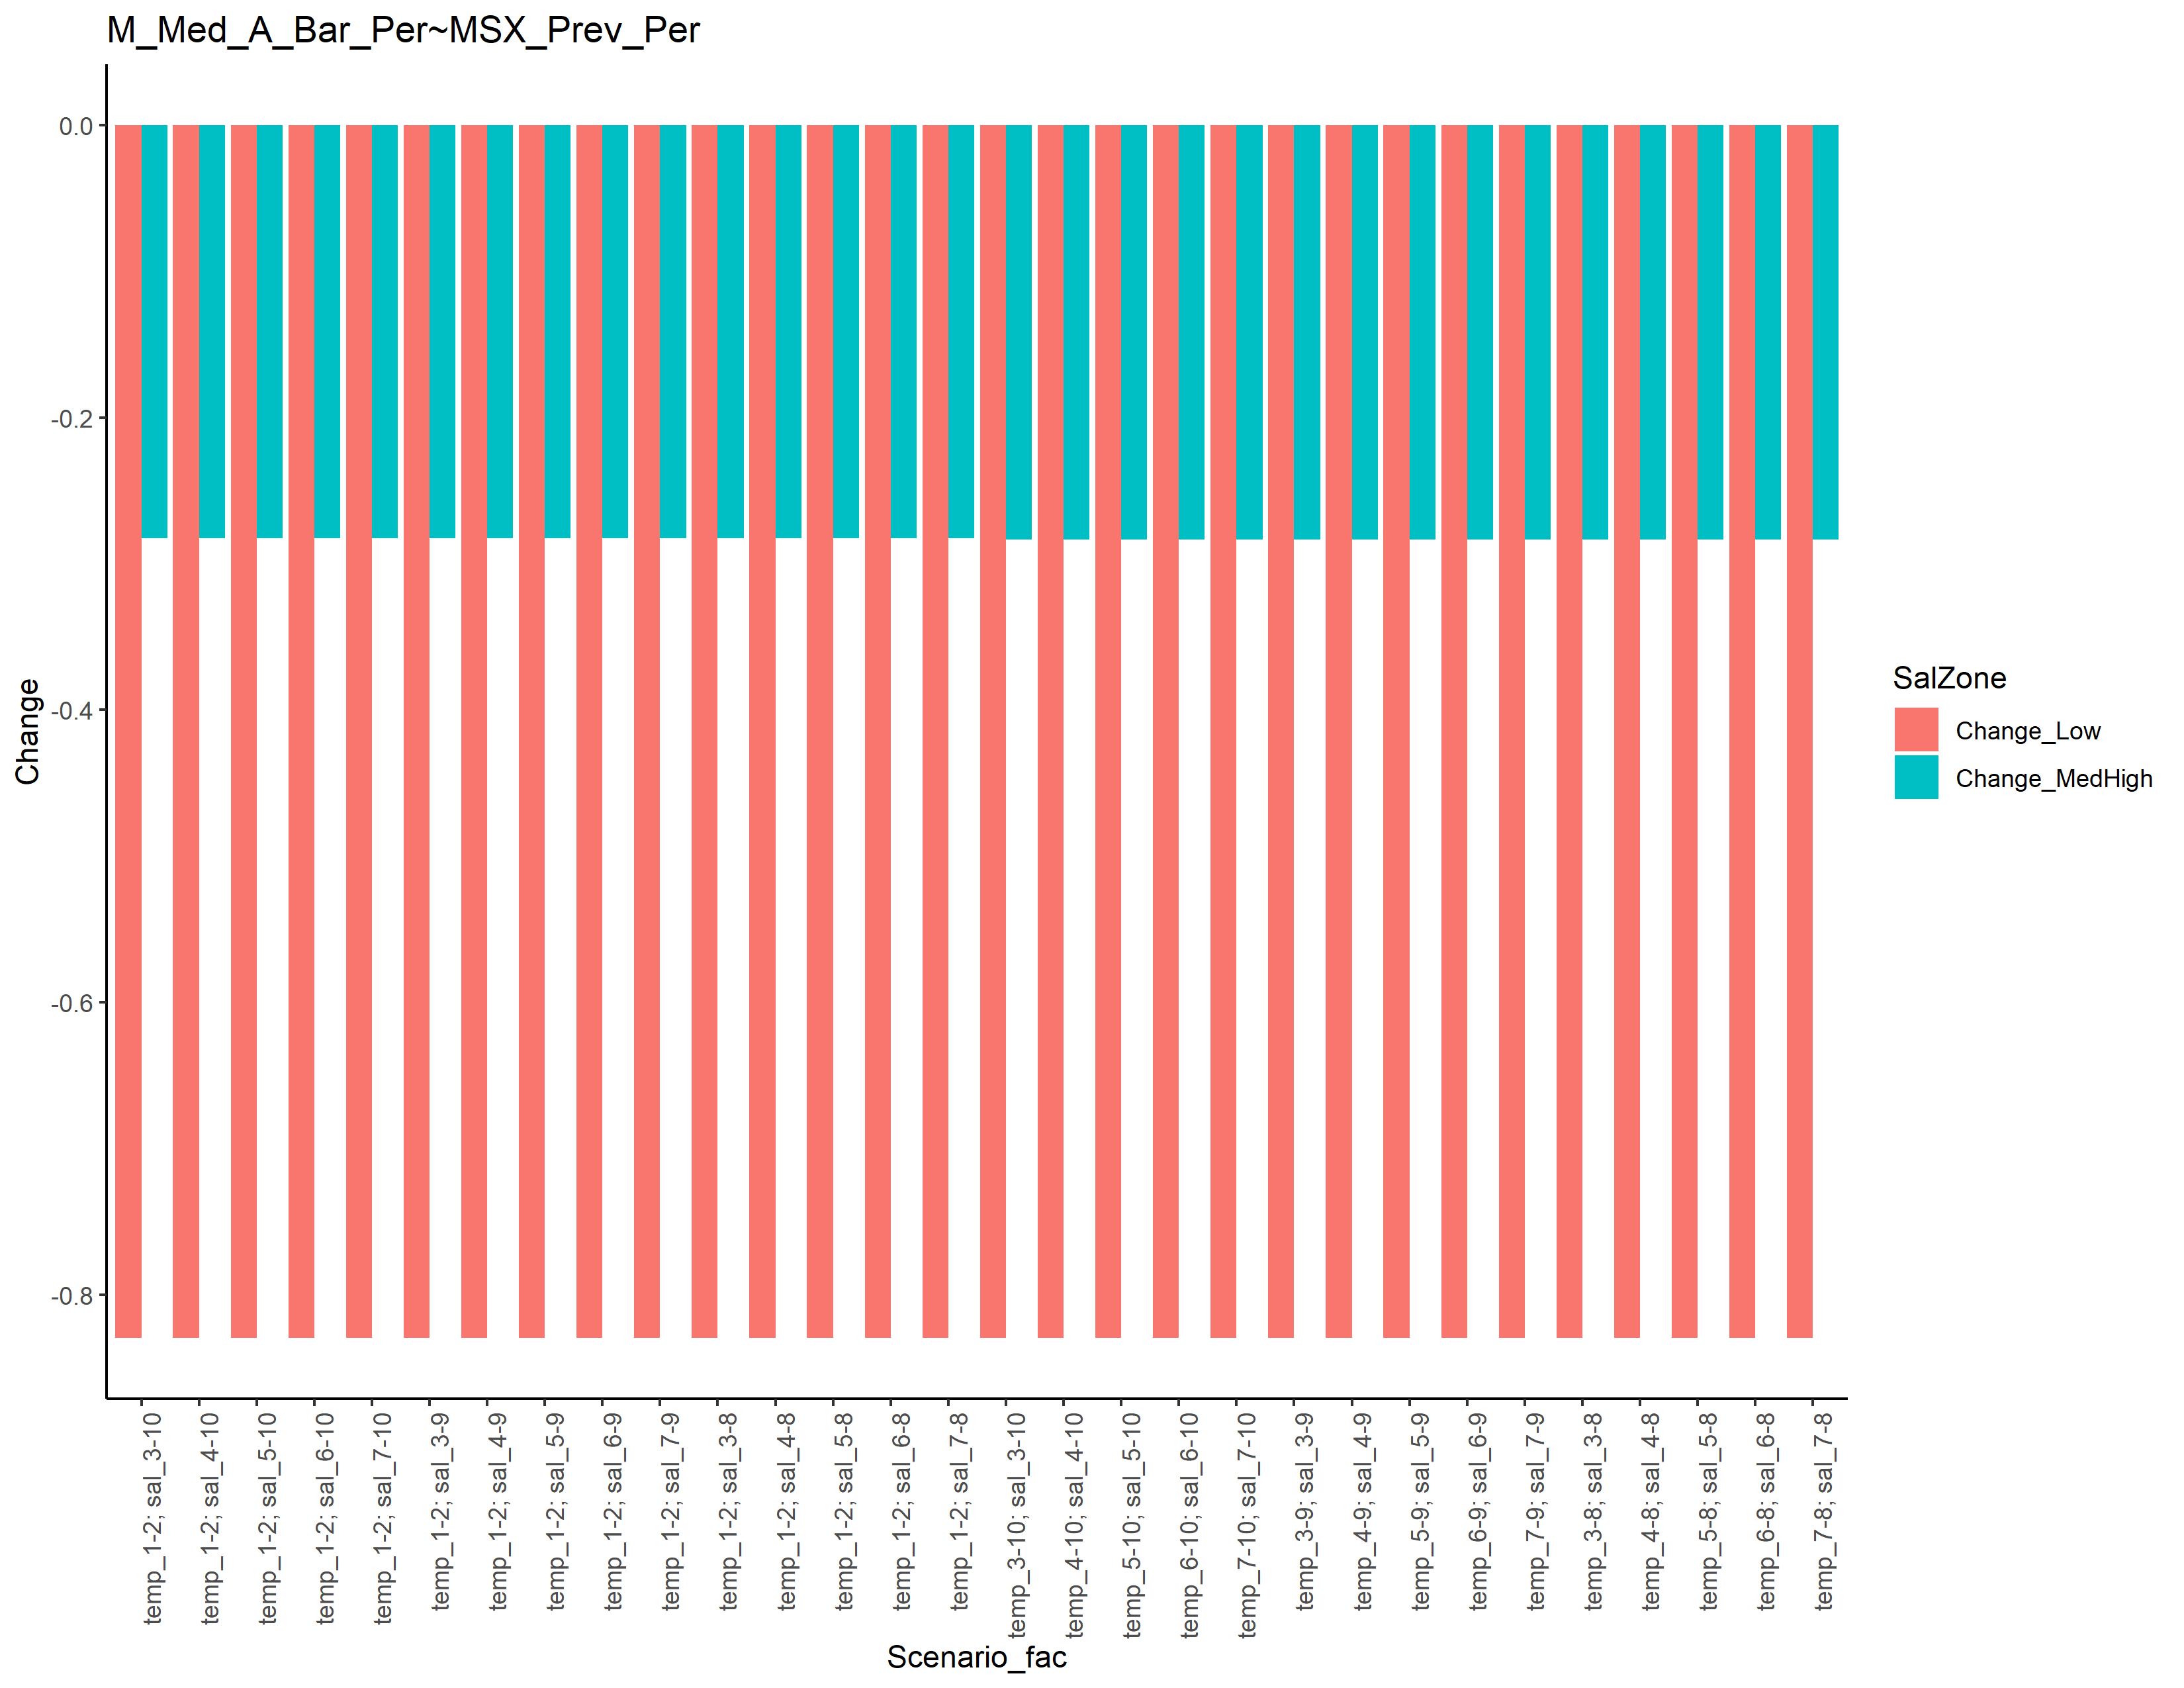 M_Med_A_Bar_Per~MSX_Prev_Per
0.0
-0.2
-0.4
-0.6
-0.8
Change
temp_1-2; sal_3-10
temp_1-2; sal_4-10
temp_1-2; sal_5-10
temp_1-2; sal_6-10
temp_1-2; sal_7-10
temp_1-2; sal_3-9
temp_1-2; sal_4-9
temp_1-2; sal_5-9
temp_1-2; sal_6-9
temp_1-2; sal_7-9
temp_1-2; sal_3-8
temp_1-2; sal_4-8
temp_1-2; sal_5-8
temp_1-2; sal_6-8
temp_1-2; sal_7-8
temp_3-10; sal_3-10
temp_4-10; sal_4-10
temp_5-10; sal_5-10
temp_6-10; sal_6-10
temp_7-10; sal_7-10
temp_3-9; sal_3-9
temp_4-9; sal_4-9
temp_5-9; sal_5-9
temp_6-9; sal_6-9
temp_7-9; sal_7-9
temp_3-8; sal_3-8
temp_4-8; sal_4-8
temp_5-8; sal_5-8
temp_6-8; sal_6-8
temp_7-8; sal_7-8
Scenario_fac
SalZone
Change_Low
Change_MedHigh